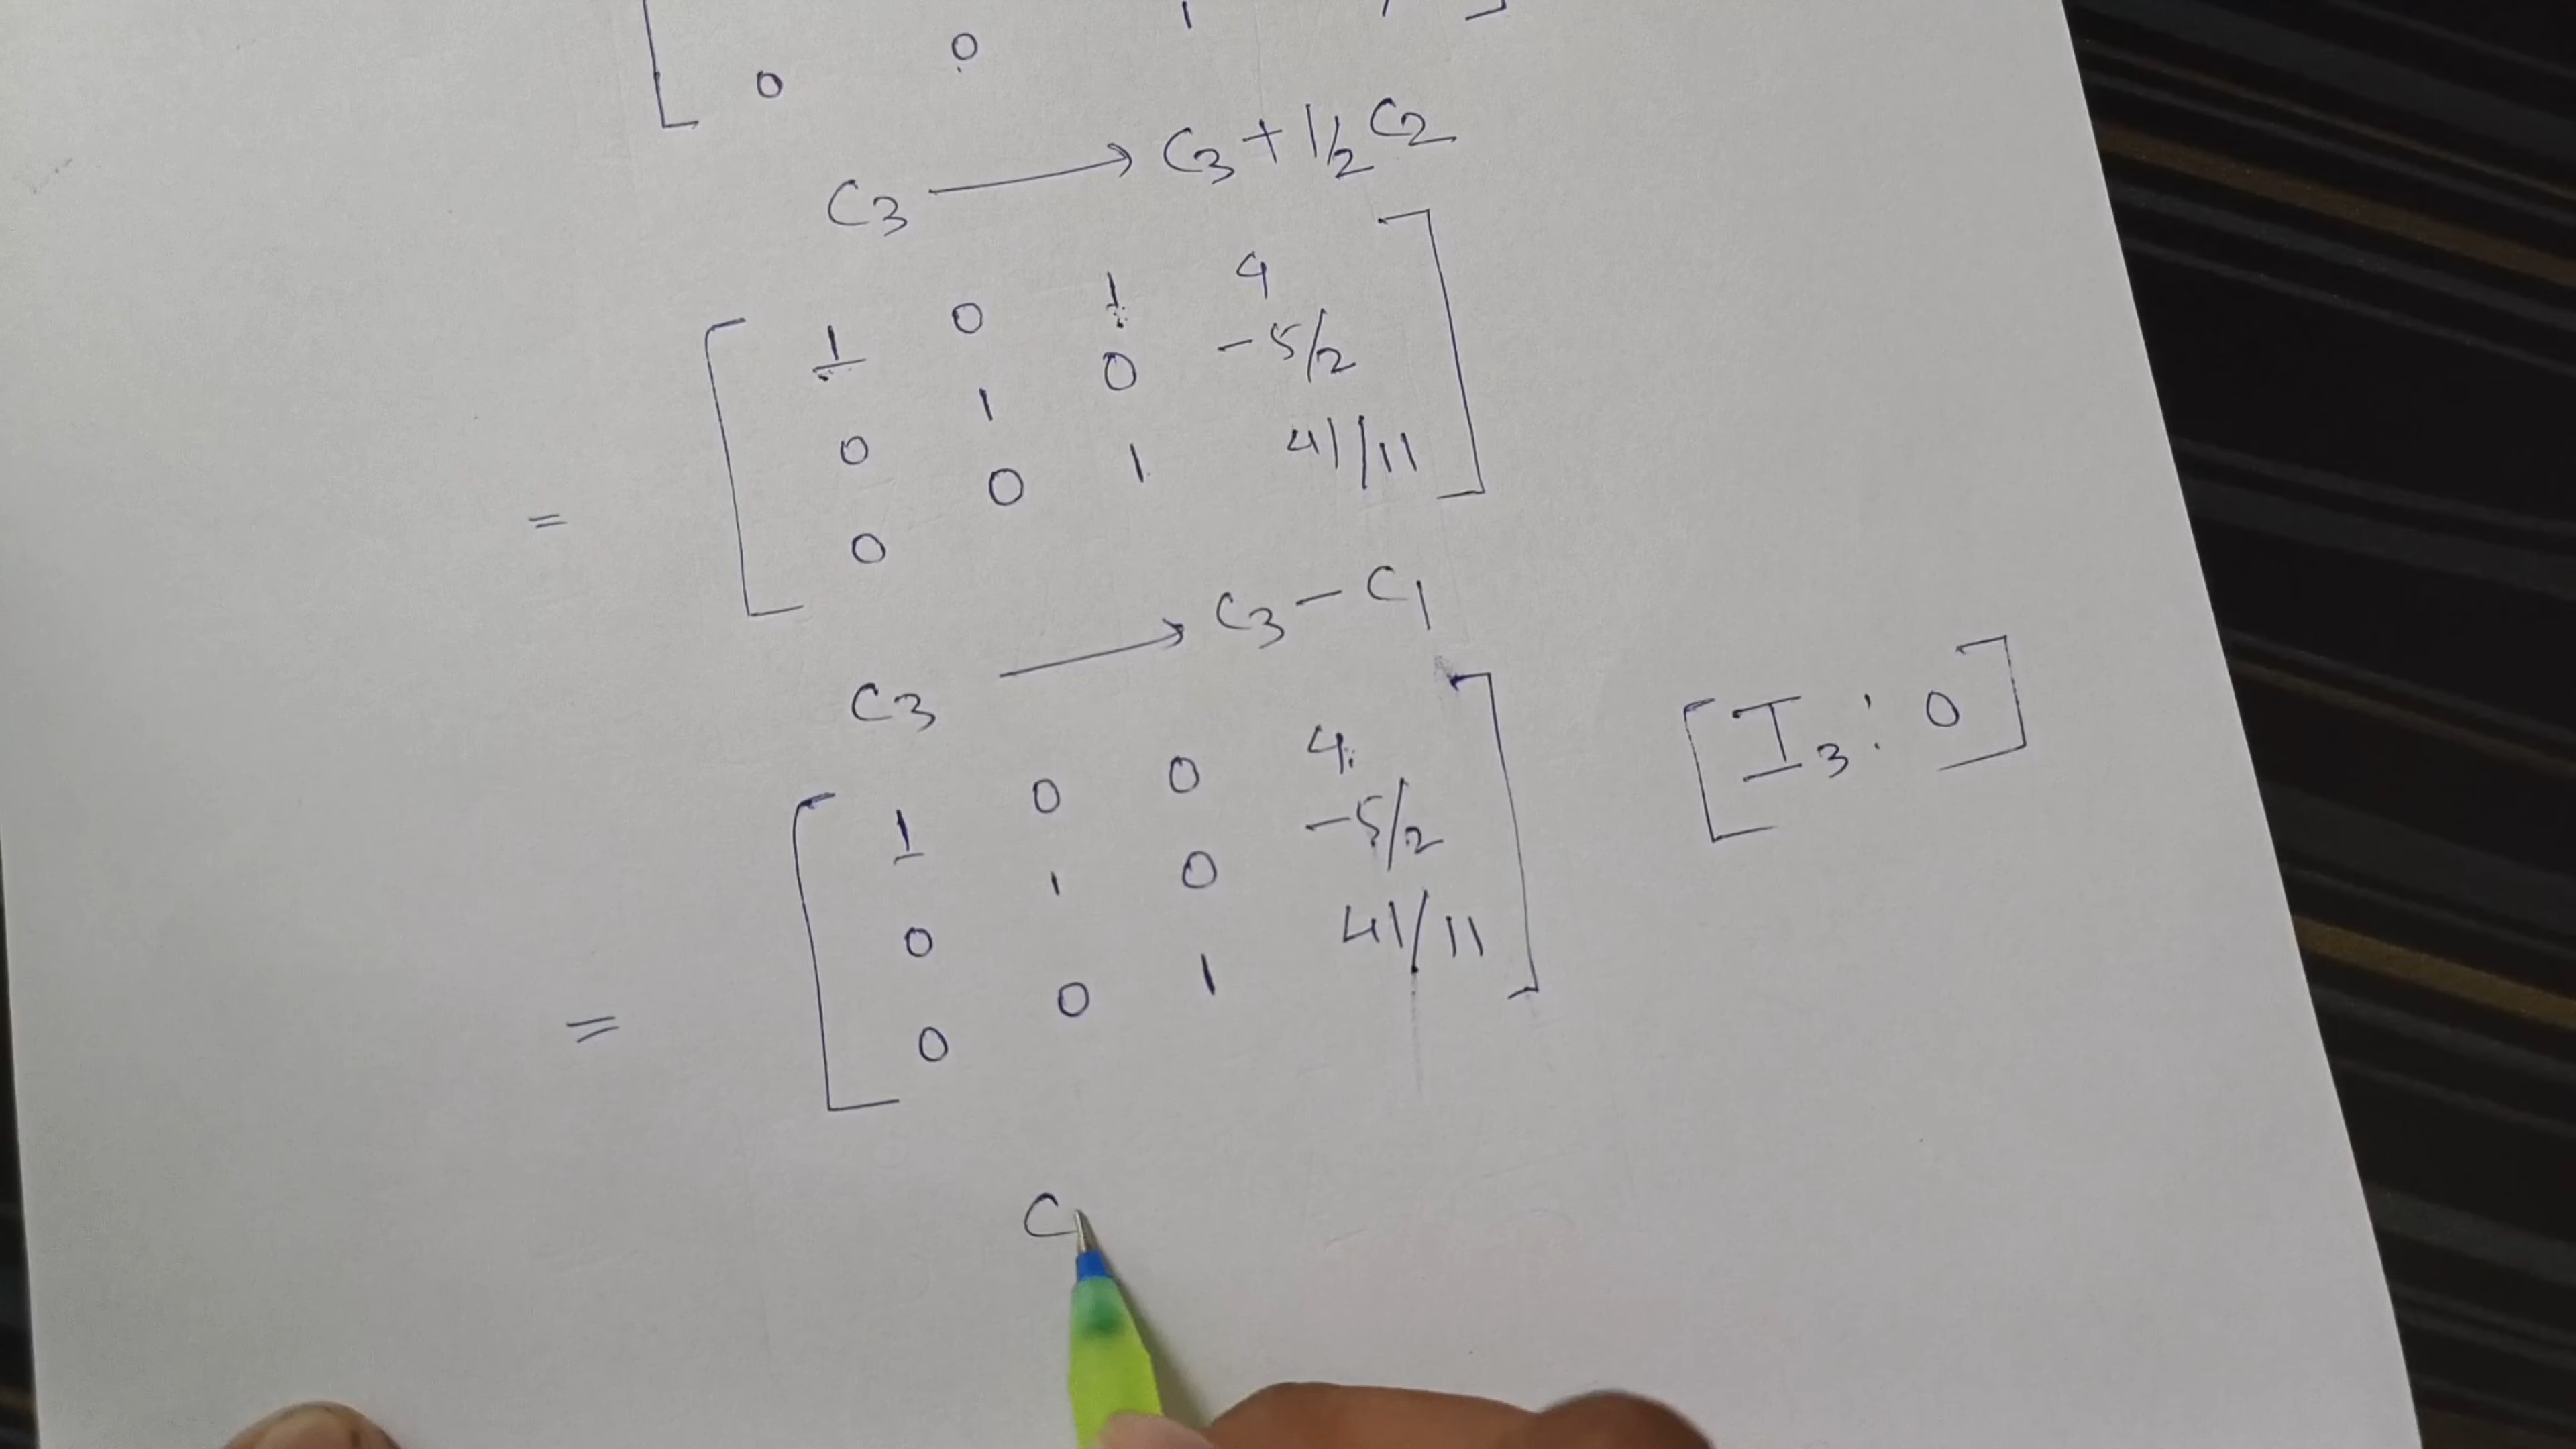 0 0 1
C3 → C3 + 1/2 C2
= [ 1 0 1 4
0 1 0 -5/2
0 0 1 41/11 ]
C3 → C3 - C1
= [ 1 0 0 4
0 1 0 -5/2
0 0 1 41/11 ]
[I3 : 0]
C